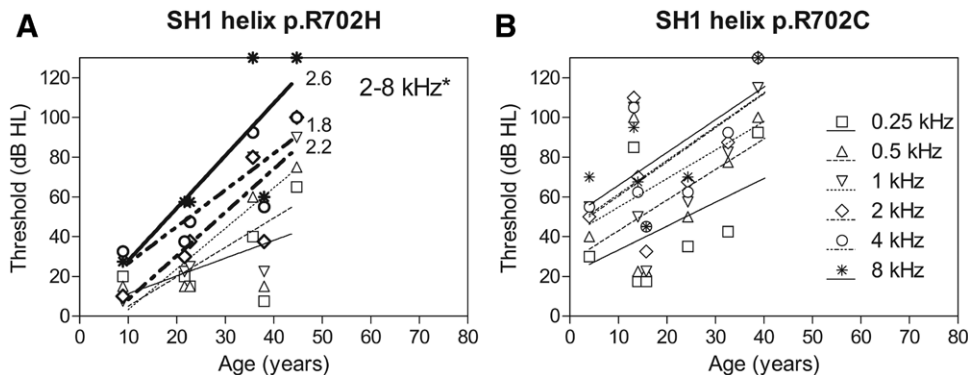 A
SH1 helix p.R702H
Threshold (dB HL)
120
100
80
60
40
20
0
2.6
1.8
2.2
2-8 kHz*
0 10 20 30 40 50 60 70 80
Age (years)
B
SH1 helix p.R702C
Threshold (dB HL)
120
100
80
60
40
20
0
0.25 kHz
0.5 kHz
1 kHz
2 kHz
4 kHz
8 kHz
0 10 20 30 40 50 60 70 80
Age (years)